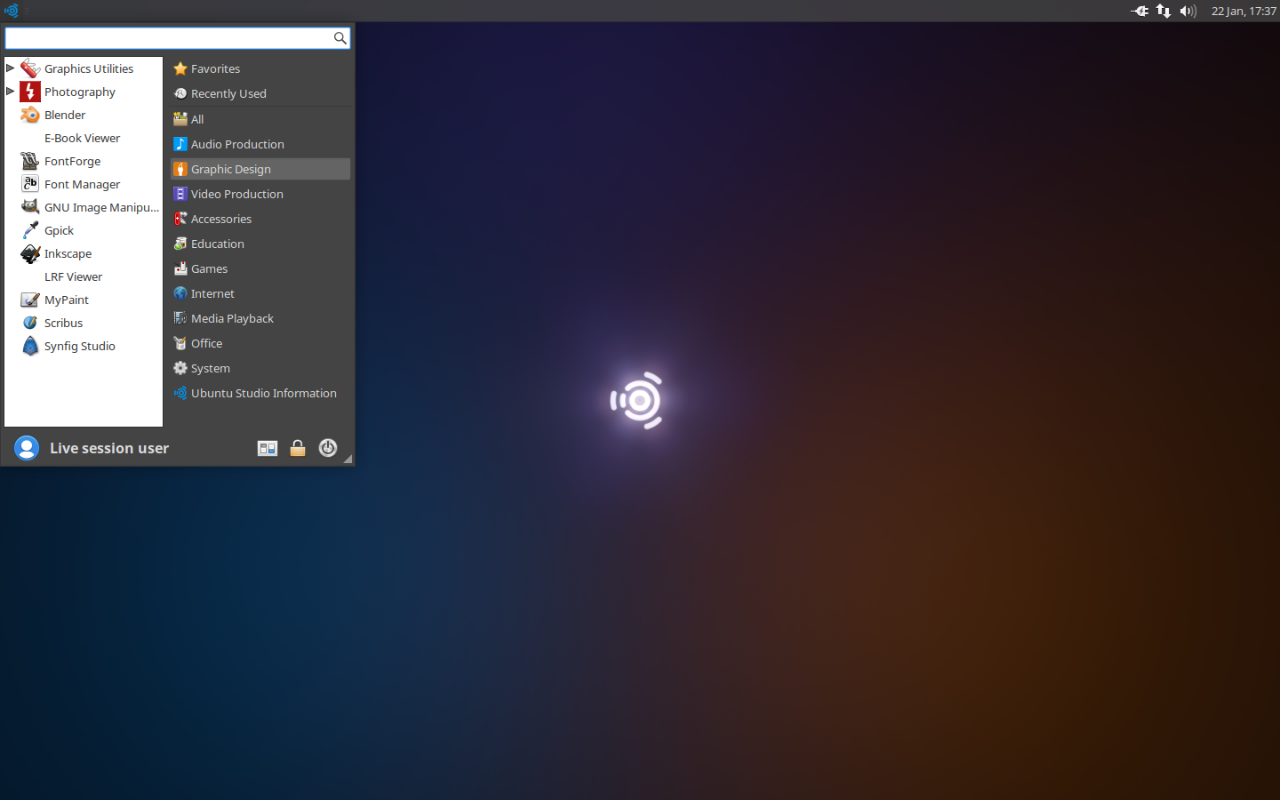 22 Jan, 17:37
Graphics Utilities
Photography
Blender
E-Book Viewer
FontForge
Font Manager
GNU Image Manipu...
Gpick
Inkscape
LRF Viewer
MyPaint
Scribus
Synfig Studio
Favorites
Recently Used
All
Audio Production
Graphic Design
Video Production
Accessories
Education
Games
Internet
Media Playback
Office
System
Ubuntu Studio Information
Live session user